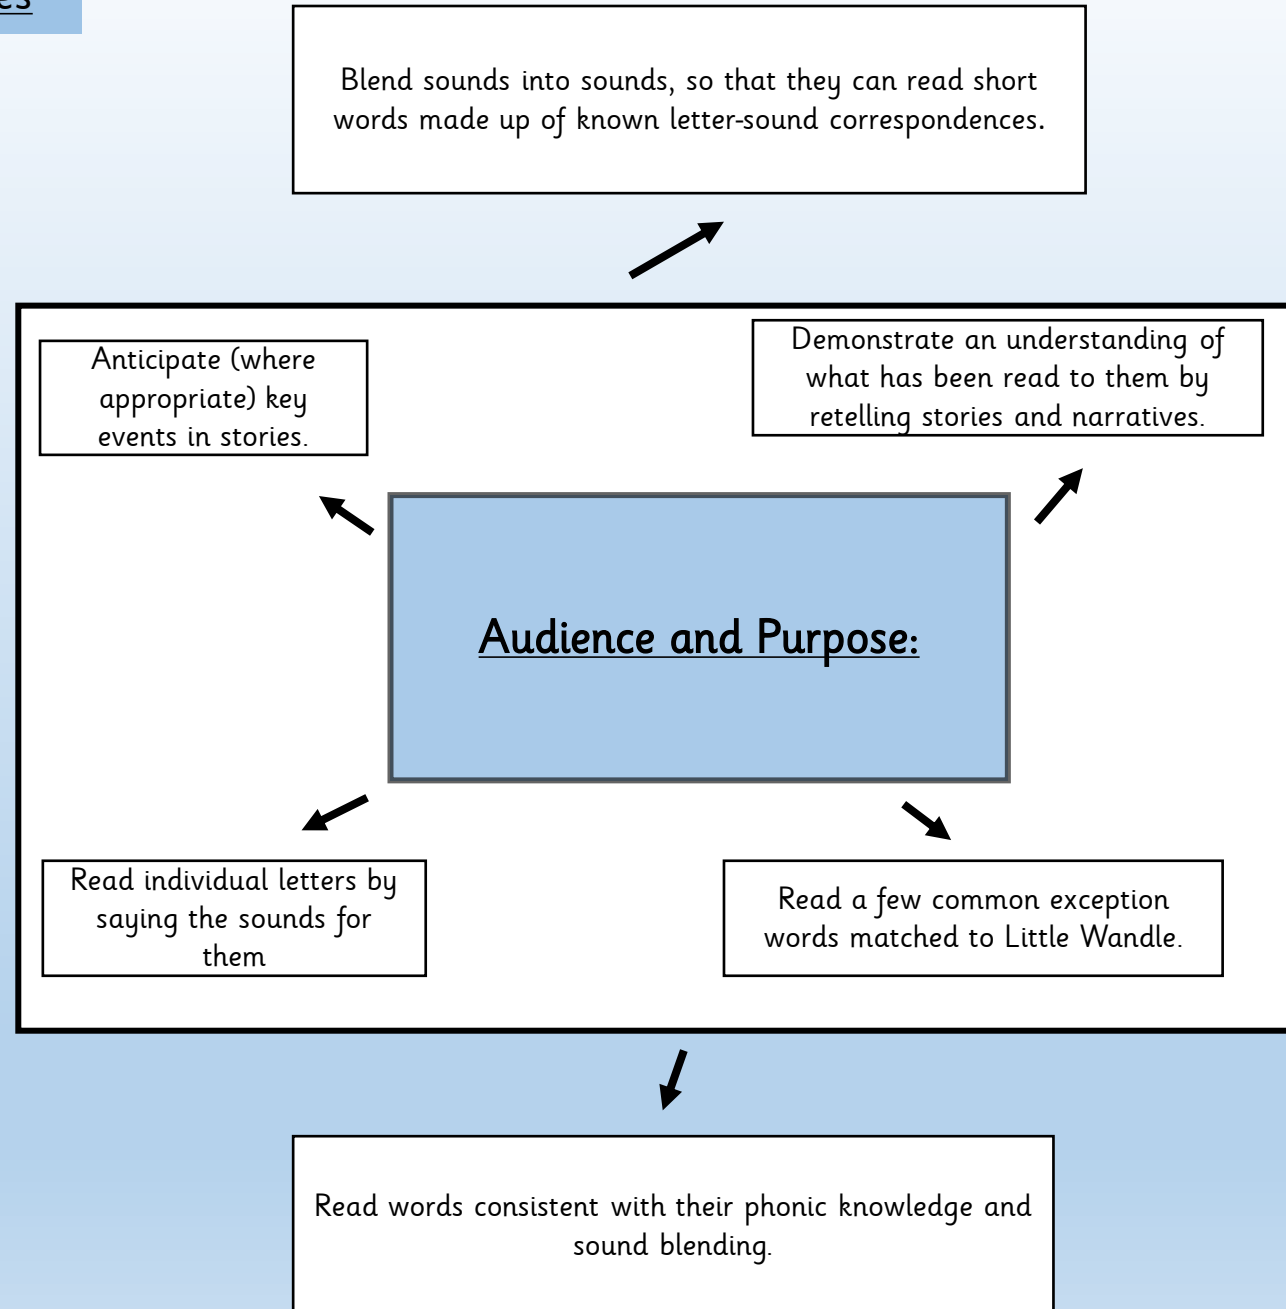 Blend sounds into sounds, so that they can read short
words made up of known letter-sound correspondences.
Anticipate (where
appropriate) key
events in stories.
Demonstrate an understanding of
what has been read to them by
retelling stories and narratives.
Audience and Purpose:
Read individual letters by
saying the sounds for
them
Read a few common exception
words matched to Little Wandle.
Read words consistent with their phonic knowledge and
sound blending.